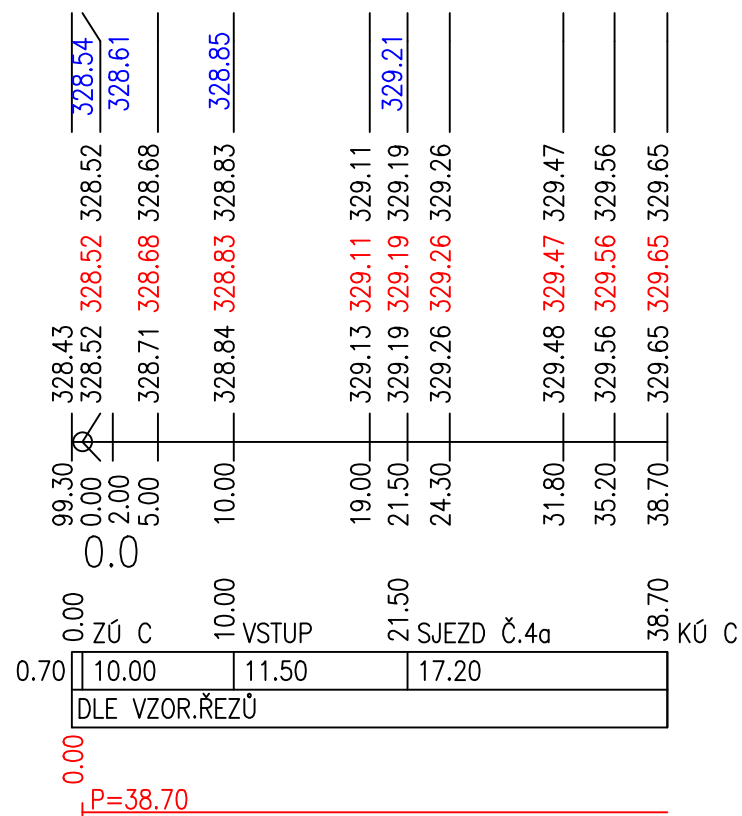 328.54 328.61 328.85 329.21
328.52 328.68 328.83 329.11 329.19 329.26 329.47 329.56 329.65
328.52 328.68 328.83 329.11 329.19 329.26 329.47 329.56 329.65
328.43 328.52 328.71 328.84 329.13 329.19 329.26 329.48 329.56 329.65
99.30 0.00 2.00 5.00 10.00 19.00 21.50 24.30 31.80 35.20 38.70
0.0
0.00 ZÚ C 10.00 VSTUP 21.50 SJEZD Č.4a 38.70 KÚ C
0.70 10.00 11.50 17.20
DLE VZOR.ŘEZŮ
0.00
P=38.70